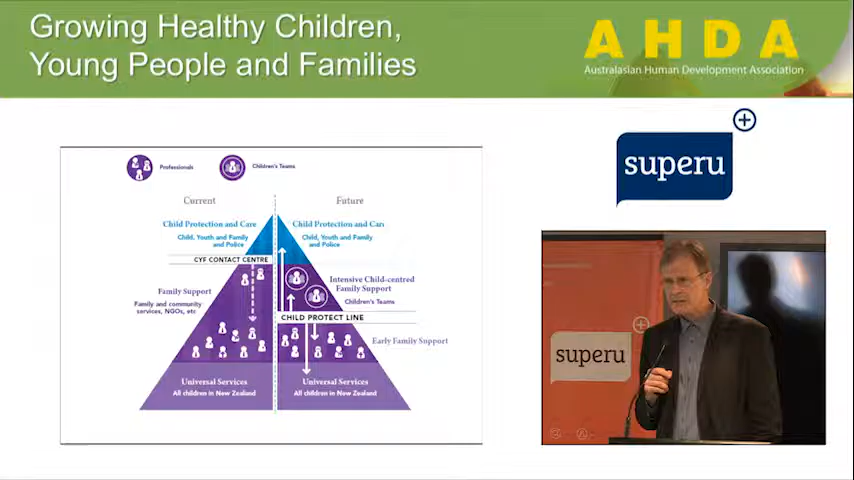 Growing Healthy Children,
Young People and Families
AHDA
Australasian Human Development Association
superu
Professionals
Children's Teams
Current
Future
Child Protection and Care
Child, Youth and Family
and Police
CYF CONTACT CENTRE
Family Support
Family and community
services, NGOs, etc
Child Protection and Care
Child, Youth and Family
and Police
Intensive Child-centred
Family Support
Children's Teams
CHILD PROTECT LINE
Early Family Support
Universal Services
All children in New Zealand
Universal Services
All children in New Zealand
superu